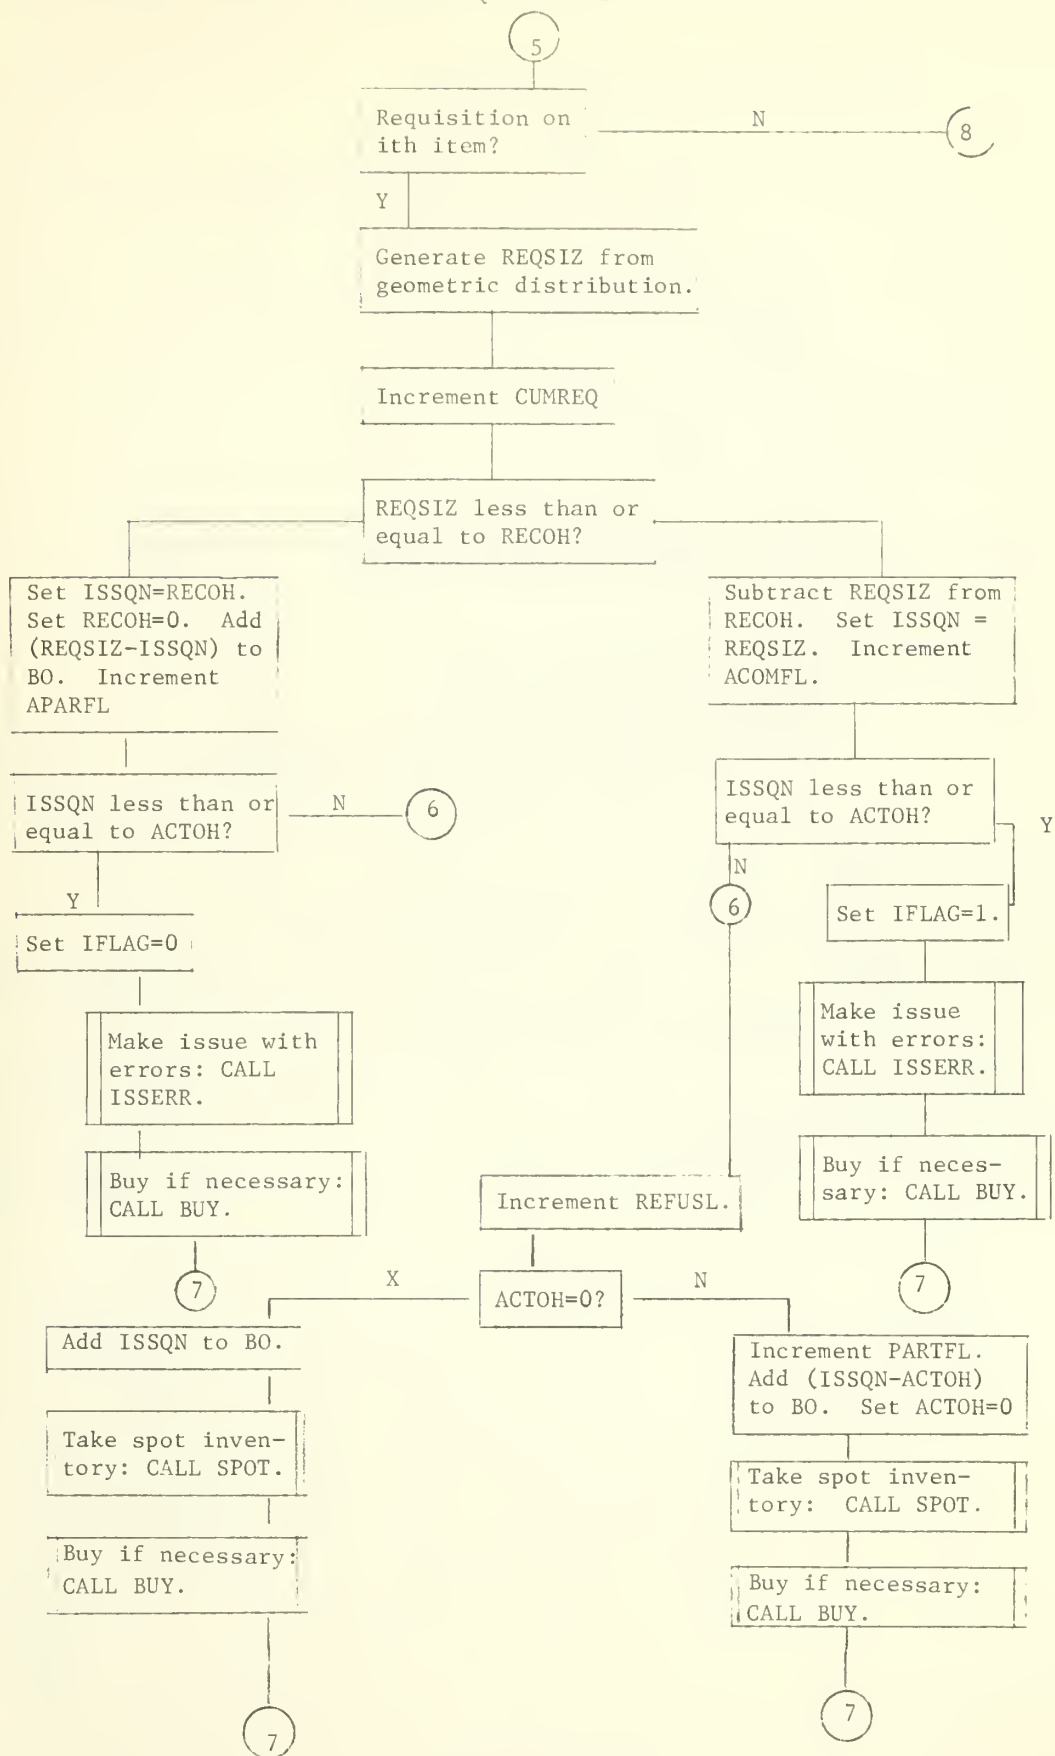 5
Requisition on
ith item?
N
8
Y
Generate REQSIZ from
geometric distribution.
Increment CUMREQ
REQSIZ less than or
equal to RECOH?
Set ISSQN=RECOH.
Set RECOH=0. Add
(REQSIZ-ISSQN) to
BO. Increment
APARFL
Subtract REQSIZ from
RECOH. Set ISSQN =
REQSIZ. Increment
ACOMFL.
ISSQN less than or
equal to ACTOH?
N
6
ISSQN less than or
equal to ACTOH?
Y
N
6
Y
Set IFLAG=0
Set IFLAG=1.
Make issue with
errors: CALL
ISSERR.
Make issue
with errors:
CALL ISSERR.
Buy if necessary:
CALL BUY.
Buy if neces-
sary: CALL BUY.
Increment REFUSL.
7
X
ACTOH=0?
N
7
Add ISSQN to BO.
Increment PARTFL.
Add (ISSQN-ACTOH)
to BO. Set ACTOH=0
Take spot inven-
tory: CALL SPOT.
Take spot inven-
tory: CALL SPOT.
Buy if necessary:
CALL BUY.
Buy if necessary:
CALL BUY.
7
7